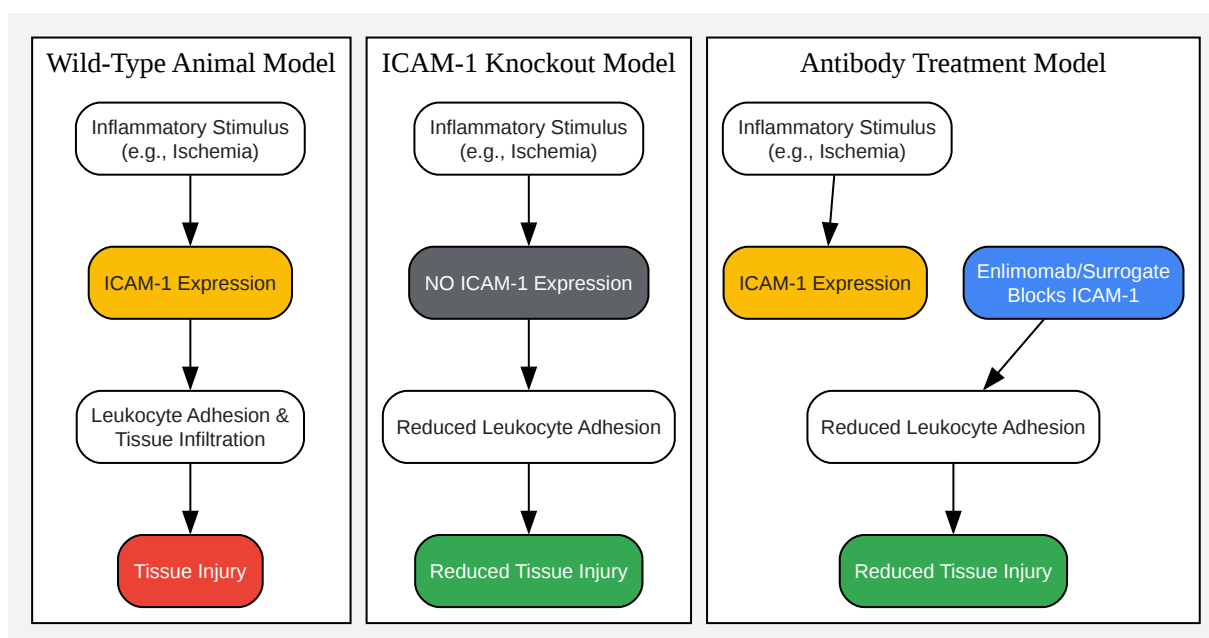 Wild-Type Animal Model
Inflammatory Stimulus
(e.g., Ischemia)
ICAM-1 Expression
Leukocyte Adhesion &
Tissue Infiltration
Tissue Injury
ICAM-1 Knockout Model
Inflammatory Stimulus
(e.g., Ischemia)
NO ICAM-1 Expression
Reduced Leukocyte Adhesion
Reduced Tissue Injury
Antibody Treatment Model
Inflammatory Stimulus
(e.g., Ischemia)
ICAM-1 Expression
Enlimomab/Surrogate
Blocks ICAM-1
Reduced Leukocyte Adhesion
Reduced Tissue Injury